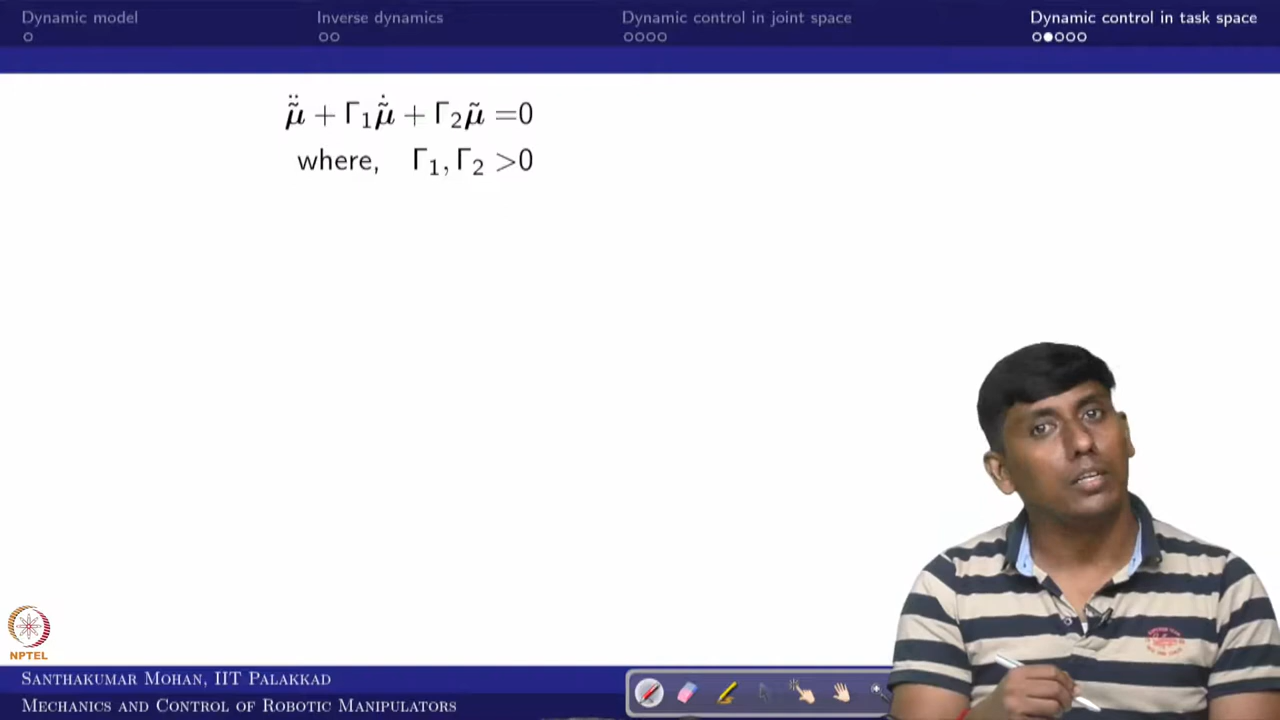 Dynamic model
Inverse dynamics
Dynamic control in joint space
Dynamic control in task space
μ̃̈ + Γ₁μ̃̇ + Γ₂μ̃ =0
where, Γ₁, Γ₂ >0
NPTEL
Santhakumar Mohan, IIT Palakkad
Mechanics and Control of Robotic Manipulators